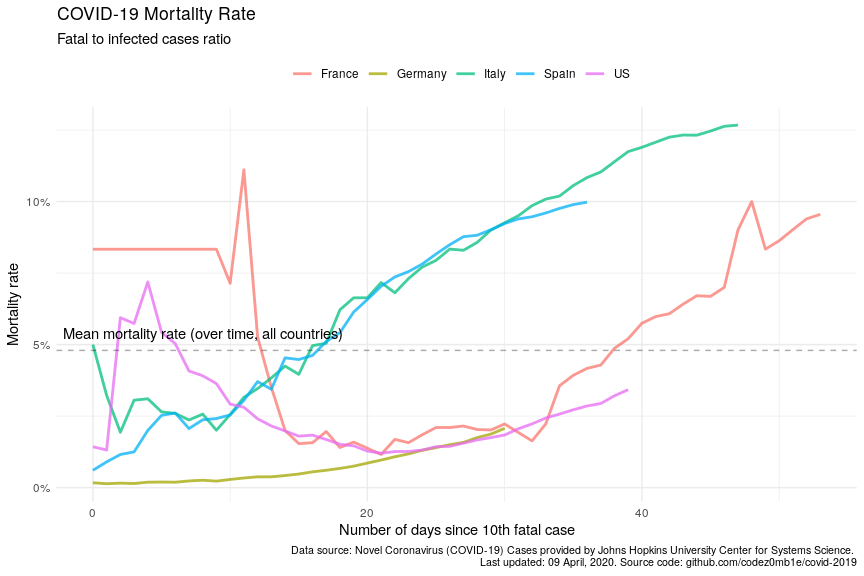 COVID-19 Mortality Rate
Fatal to infected cases ratio
France Germany Italy Spain US
10%
Mean mortality rate (over time, all countries)
5%
0%
Mortality rate
0 20 40
Number of days since 10th fatal case
Data source: Novel Coronavirus (COVID-19) Cases provided by Johns Hopkins University Center for Systems Science.
Last updated: 09 April, 2020. Source code: github.com/codez0mb1e/covid-2019